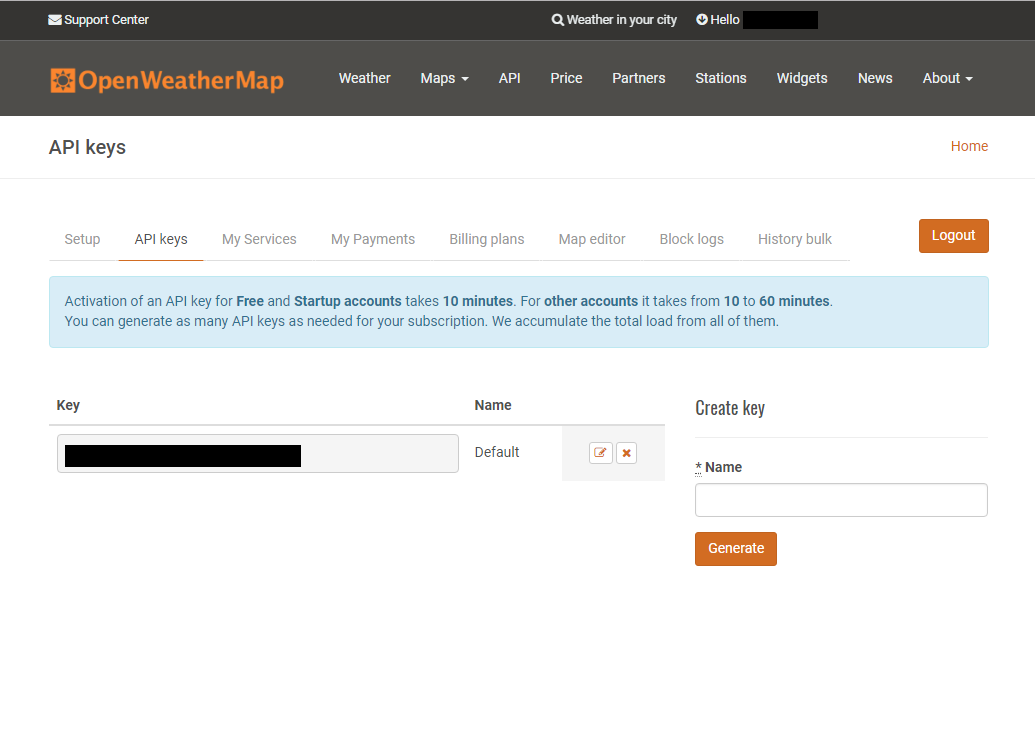 Support Center
Weather in your city
Hello
OpenWeatherMap
Weather Maps API Price Partners Stations Widgets News About
API keys
Home
Setup API keys My Services My Payments Billing plans Map editor Block logs History bulk
Logout
Activation of an API key for Free and Startup accounts takes 10 minutes. For other accounts it takes from 10 to 60 minutes.
You can generate as many API keys as needed for your subscription. We accumulate the total load from all of them.
Key Name
Default
Create key
* Name
Generate